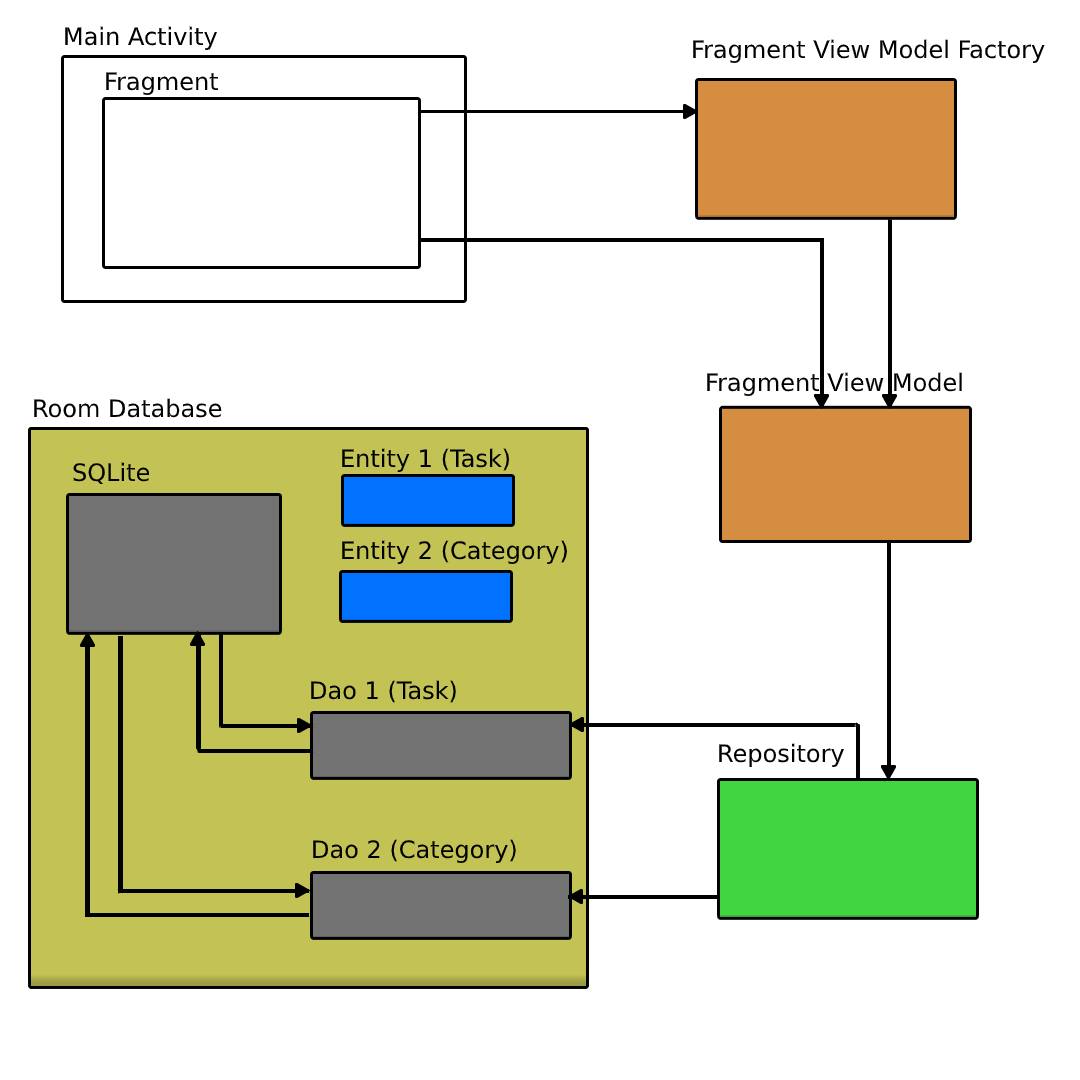 Main Activity
Fragment
Fragment View Model Factory
Fragment View Model
Room Database
SQLite
Entity 1 (Task)
Entity 2 (Category)
Dao 1 (Task)
Repository
Dao 2 (Category)